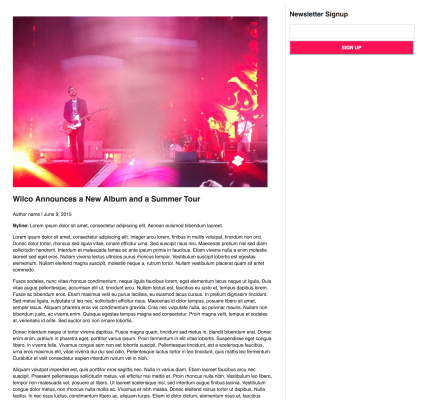 Newsletter Signup
SIGN UP
Wilco Announces a New Album and a Summer Tour
Author name | June 9, 2015
Byline: Lorem ipsum dolor sit amet, consectetur adipiscing elit. Aenean euismod bibendum laoreet.
Lorem ipsum dolor sit amet, consectetur adipiscing elit. Integer arcu lorem, finibus in mollis volutpat, tincidunt non orci.
Donec dolor tortor, rhoncus sed ligula vitae, ornare efficitur urna. Sed suscipit risus nisi. Maecenas pretium nisi sed diam
sollicitudin hendrerit. Interdum et malesuada fames ac ante ipsum primis in faucibus. Etiam viverra nulla a enim molestie
laoreet sed eget eros. Nullam viverra lectus ultricies purus rhoncus tempor. Vestibulum suscipit lobortis est egestas
elementum. Nullam eleifend magna suscipit, molestie neque a, rutrum tortor. Nullam vestibulum placerat quam sit amet
commodo.
Fusce sodales, nunc vitae rhoncus condimentum, neque ligula faucibus lorem, eget elementum lacus neque ut ligula. Duis
vitae augue pellentesque, accumsan elit ut, tincidunt arcu. Nullam lectus est, faucibus eu justo at, tempus dapibus lorem.
Fusce ac bibendum eros. Etiam maximus velit eu purus facilisis, eu euismod lacus cursus. In pretium dignissim tincidunt.
Sed metus ligula, vulputate ut leo nec, sollicitudin efficitur risus. Maecenas id dolor tempus, posuere libero sit amet,
semper lacus. Aliquam pharetra eros vel condimentum gravida. Cras nec vulputate nulla, ac pulvinar mauris. Nullam non
bibendum justo, ac viverra enim. Quisque egestas tempus magna sed consectetur. Proin magna velit, tempus et sodales
at, venenatis id ante. Sed auctor orci non ornare lobortis.
Donec interdum neque ut tortor viverra dapibus. Fusce magna quam, tincidunt sed metus in, blandit bibendum erat. Donec
enim enim, pretium in pharetra eget, porttitor varius ipsum. Proin fermentum in elit vitae lobortis. Suspendisse eget congue
libero, in viverra felis. Vivamus congue sem non est lobortis suscipit. Pellentesque tincidunt, est a scelerisque faucibus,
urna eros maximus elit, vitae viverra dui dui sed odio. Pellentesque luctus tortor in leo tincidunt, quis mattis leo fermentum.
Curabitur et velit consectetur sapien interdum rutrum vel in nibh.
Aliquam volutpat imperdiet est, quis porttitor eros sagittis nec. Nulla in varius diam. Etiam laoreet faucibus arcu nec
suscipit. Praesent pellentesque sollicitudin metus, vel efficitur nisi mattis et. Proin rhoncus nulla nibh. Vestibulum leo libero,
tempor non malesuada vel, posuere at libero. Ut laoreet scelerisque nisi, sed interdum augue finibus lacinia. Vestibulum
congue dolor metus, non rhoncus nulla mollis ac. Vivamus ut nibh massa. Donec eleifend varius tortor ut dapibus. Nulla
facilisi. In nec risus luctus, condimentum libero ac, aliquam turpis. Etiam id dolor dictum, elementum risus et, faucibus